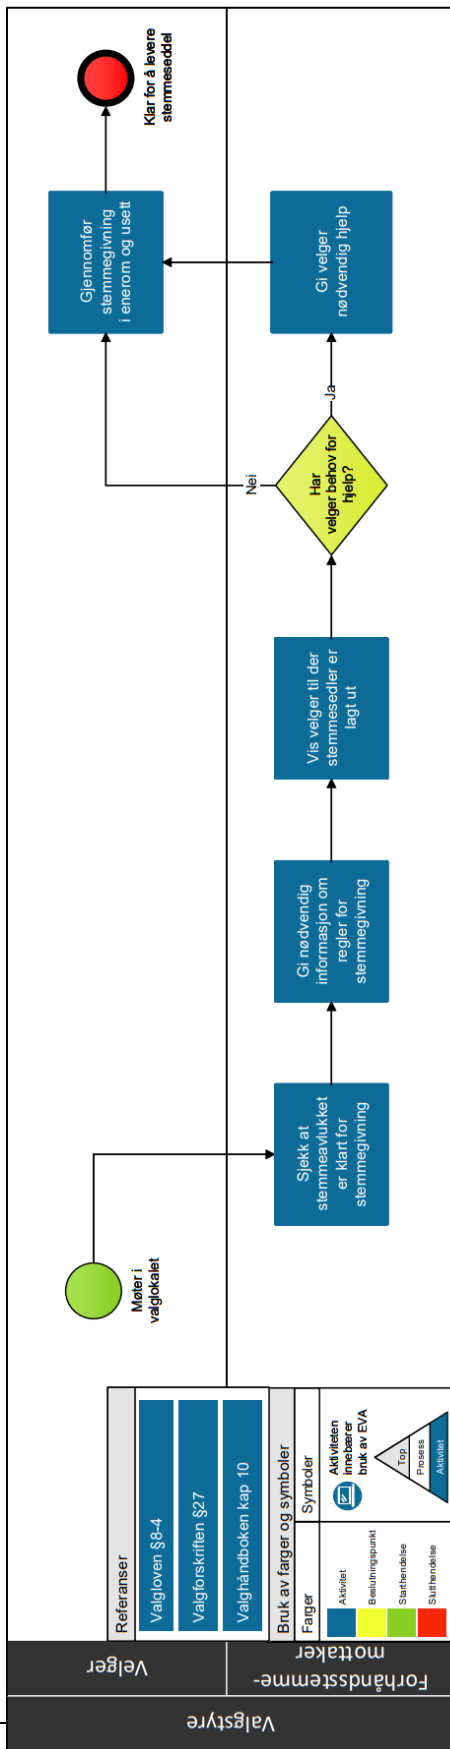 Valgstyre
Velger
Forhåndsstemme-
mottaker
Referanser
Valgloven §8-4
Valgforskriften §27
Valghåndboken kap 10
Bruk av farger og symboler
Farger
Symboler
Aktivitet
Beslutningspunkt
Starthendelse
Slutthendelse
Aktiviteten
innebærer
bruk av EVA
Top
Prosess
Aktivitet
Møter i
valglokalet
Sjekk at
stemmeavlukket
er klart for
stemmegivning
Gi nødvendig
informasjon om
regler for
stemmegivning
Vis velger til der
stemmesedler er
lagt ut
Har
velger behov for
hjelp?
Nei
Ja
Gi velger
nødvendig hjelp
Gjennomfør
stemmegivning
i enerom og usett
Klar for å levere
stemmeseddel